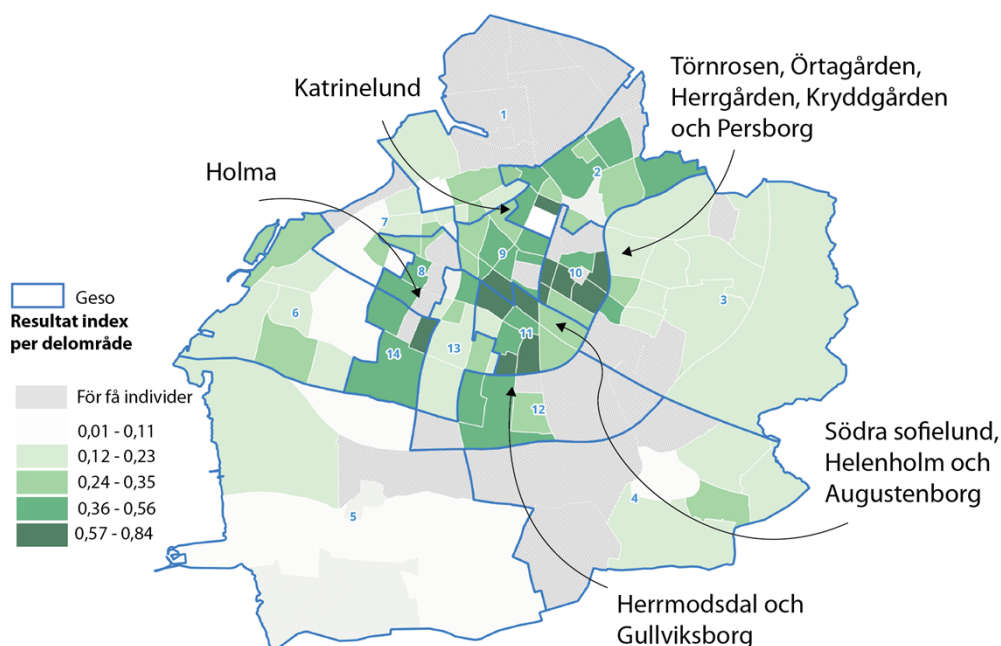 Katrinelund
Törnrosen, Örtagården,
Herrgården, Kryddgården
och Persborg
Holma
Geso
Resultat index
per delområde
För få individer
0,01 - 0,11
0,12 - 0,23
0,24 - 0,35
0,36 - 0,56
0,57 - 0,84
1
2
7
9
8
10
3
6
11
13
14
12
Södra sofielund,
Helenholm och
Augustenborg
4
5
Herrmodsdal och
Gullviksborg